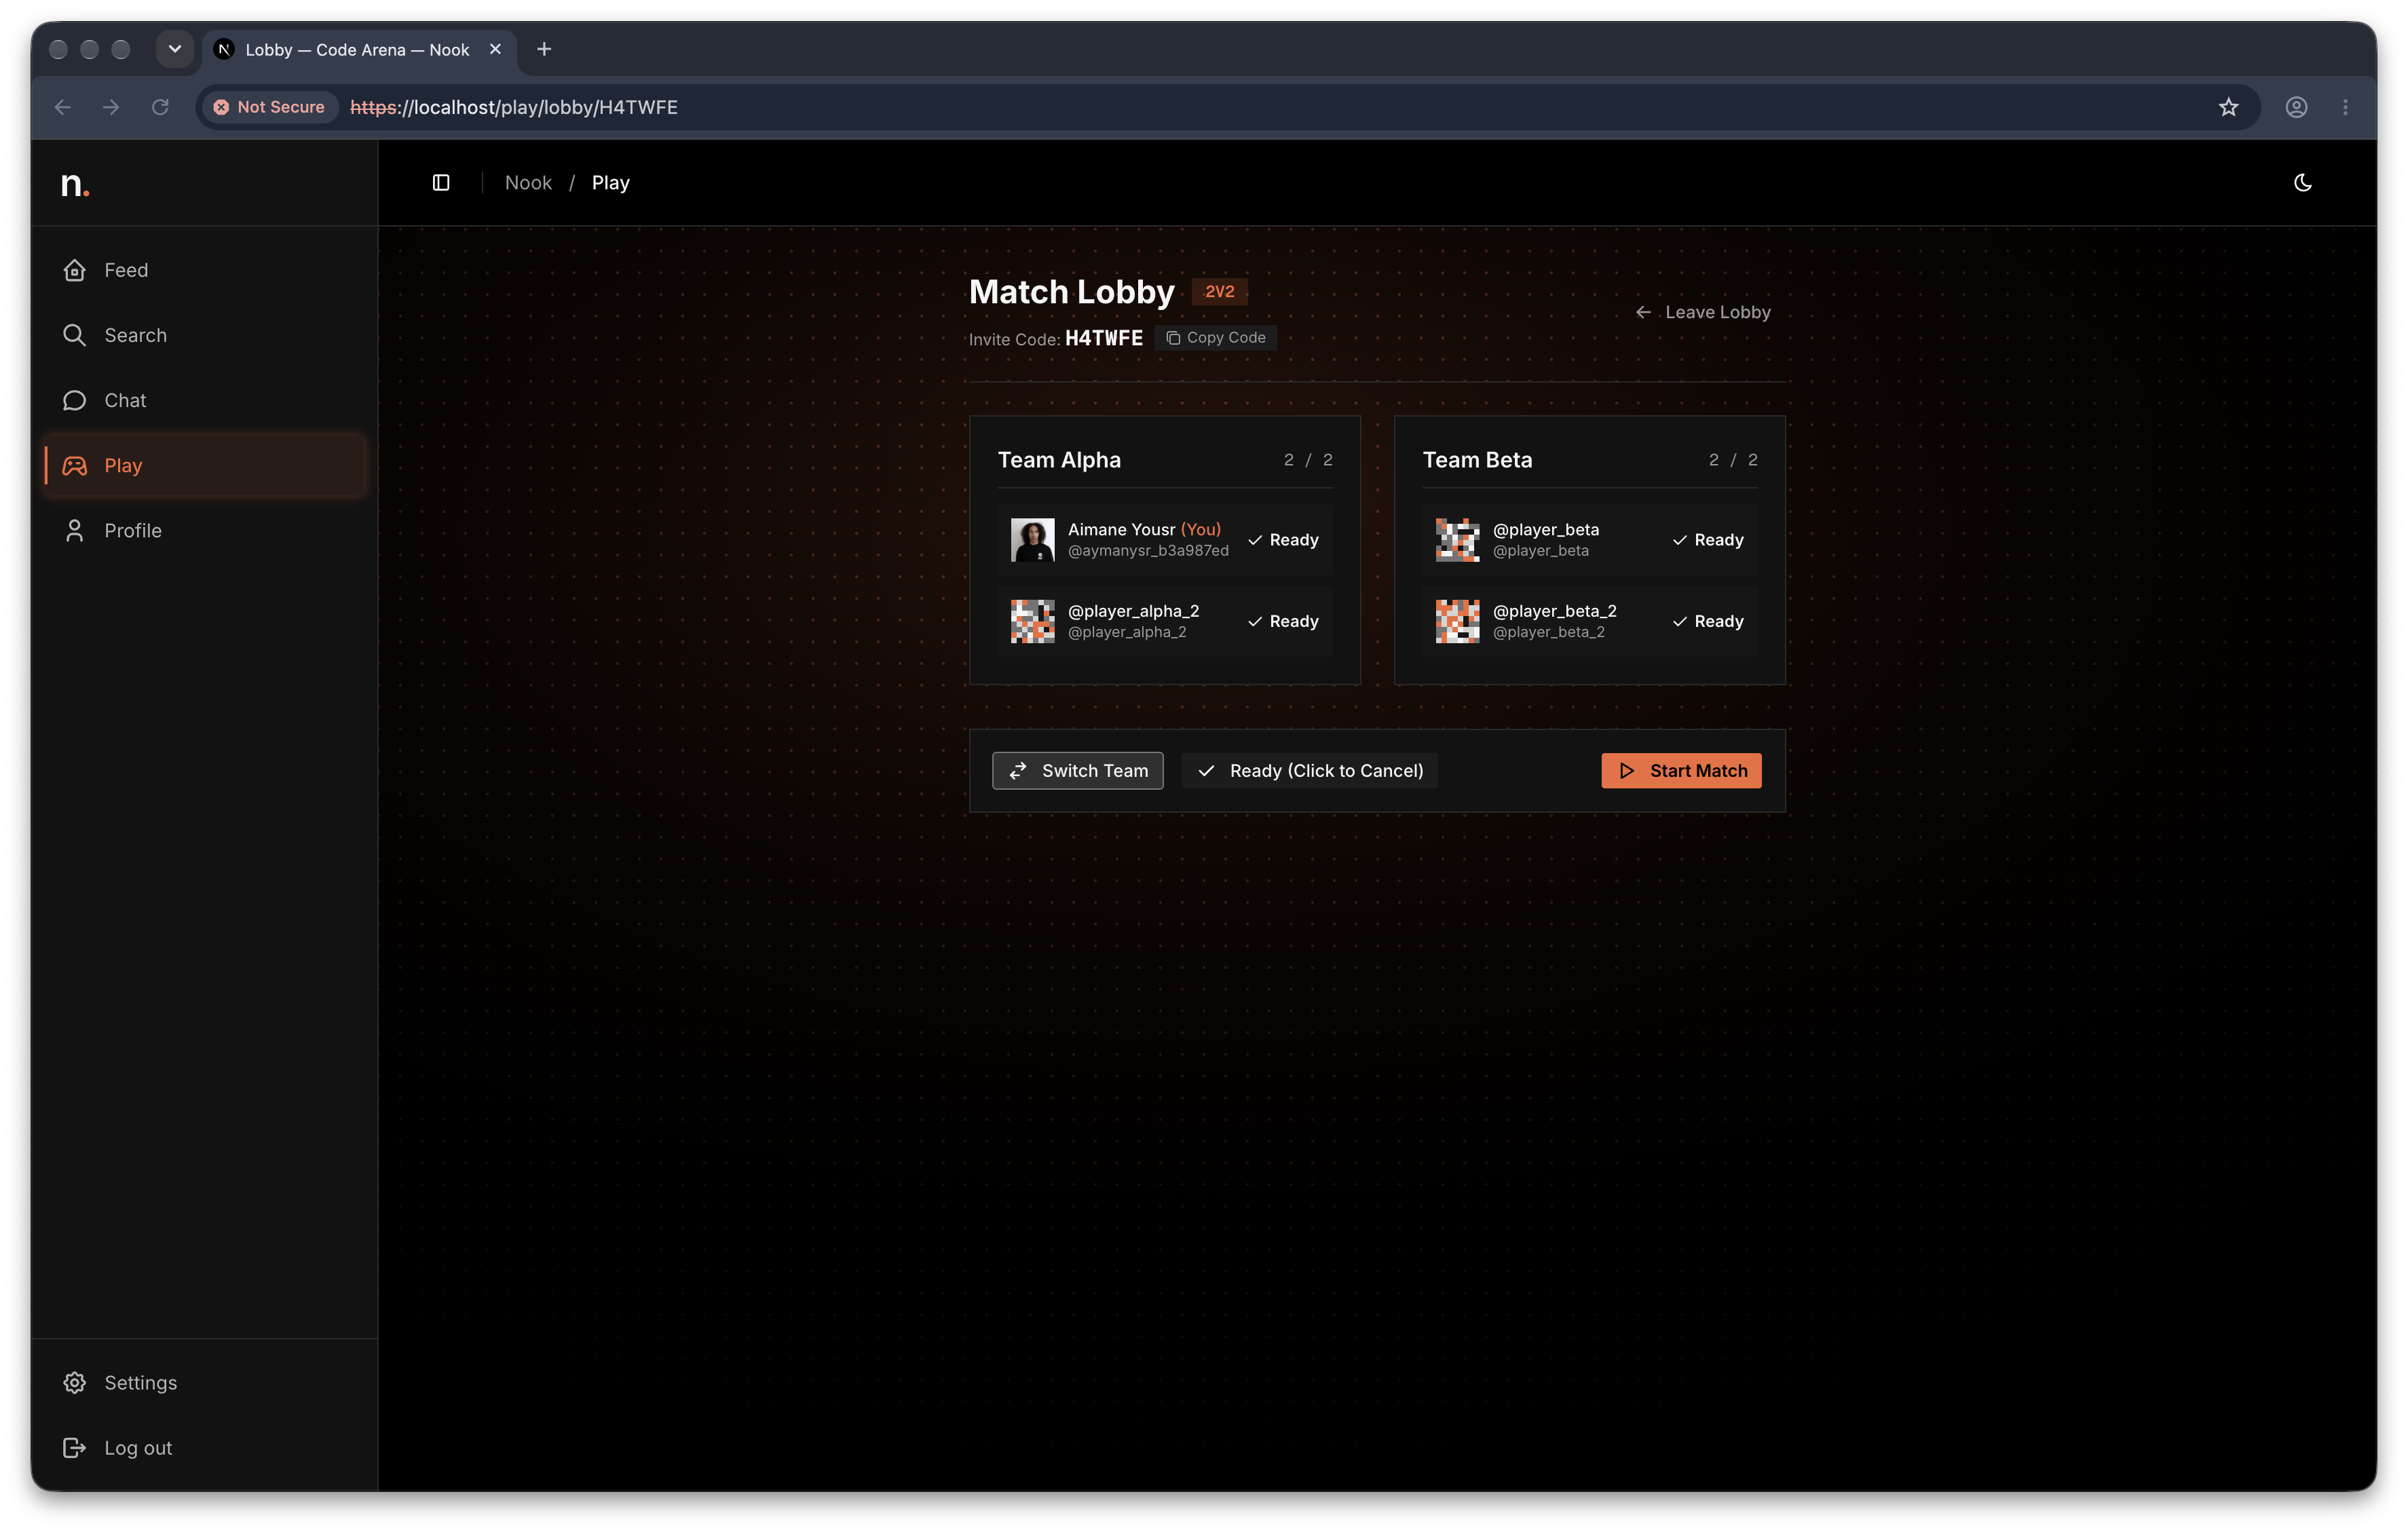 Lobby — Code Arena — Nook
Not Secure https://localhost/play/lobby/H4TWFE
n.
Nook / Play
Feed
Search
Chat
Play
Profile
Settings
Log out
Match Lobby 2V2
Invite Code: H4TWFE Copy Code
Leave Lobby
Team Alpha 2 / 2
Aimane Yousr (You)
@aymanysr_b3a987ed
Ready
@player_alpha_2
@player_alpha_2
Ready
Team Beta 2 / 2
@player_beta
@player_beta
Ready
@player_beta_2
@player_beta_2
Ready
Switch Team
Ready (Click to Cancel)
Start Match